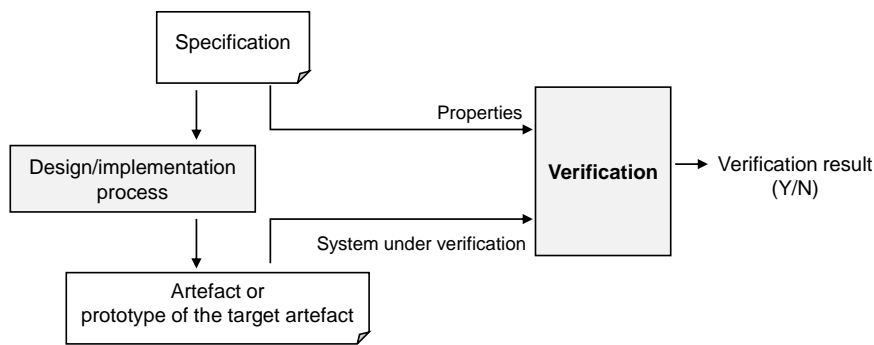 Specification
Properties
Design/implementation
process
Verification
Verification result
(Y/N)
System under verification
Artefact or
prototype of the target artefact